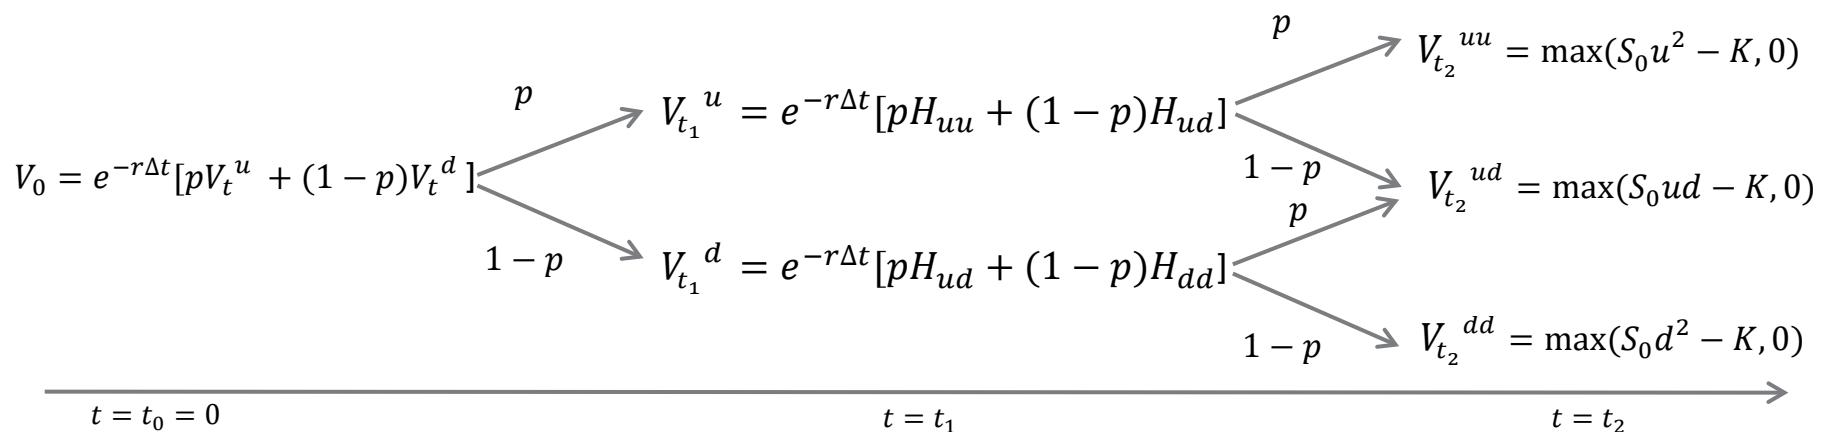 p
V_{t_2}^{uu} = max(S_0u^2 − K, 0)
p
V_{t_1}^{u} = e^{−rΔt}[pH_{uu} + (1 − p)H_{ud}]
V_0 = e^{−rΔt}[pV_t^u + (1 − p)V_t^d]
1 − p
V_{t_2}^{ud} = max(S_0ud − K, 0)
p
1 − p
V_{t_1}^{d} = e^{−rΔt}[pH_{ud} + (1 − p)H_{dd}]
1 − p
V_{t_2}^{dd} = max(S_0d^2 − K, 0)
t = t_0 = 0
t = t_1
t = t_2